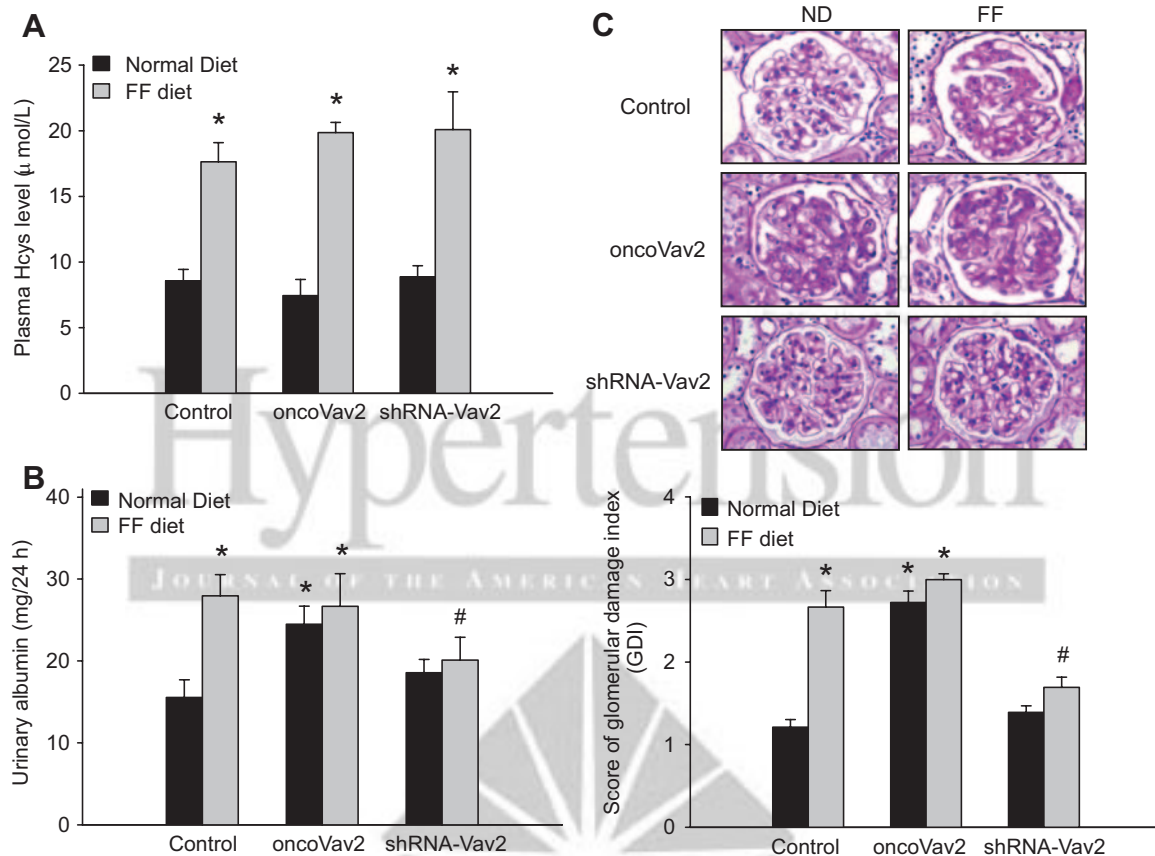 A
Normal Diet
FF diet
25
20
15
10
5
0
Plasma Hcys level (μ mol/L)
*
*
*
Control
oncoVav2
shRNA-Vav2
C
ND
FF
Control
oncoVav2
shRNA-Vav2
Hypertension
JOURNAL OF THE AMERICAN HEART ASSOCIATION
B
Normal Diet
FF diet
40
30
20
10
0
Urinary albumin (mg/24 h)
*
*
*
#
Control
oncoVav2
shRNA-Vav2
Normal Diet
FF diet
4
3
2
1
0
Score of glomerular damage index
(GDI)
*
*
*
#
Control
oncoVav2
shRNA-Vav2